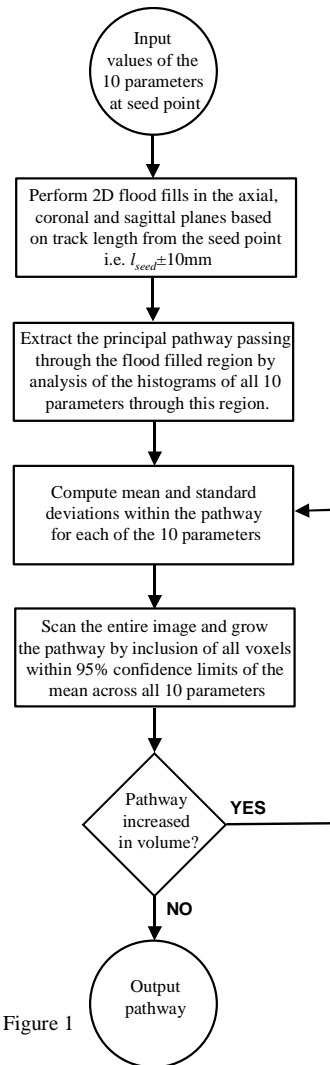 Input
values of the
10 parameters
at seed point
Perform 2D flood fills in the axial,
coronal and sagittal planes based
on track length from the seed point
i.e. lseed±10mm
Extract the principal pathway passing
through the flood filled region by
analysis of the histograms of all 10
parameters through this region.
Compute mean and standard
deviations within the pathway
for each of the 10 parameters
Scan the entire image and grow
the pathway by inclusion of all voxels
within 95% confidence limits of the
mean across all 10 parameters
Pathway
increased
in volume?
YES
NO
Output
pathway
Figure 1